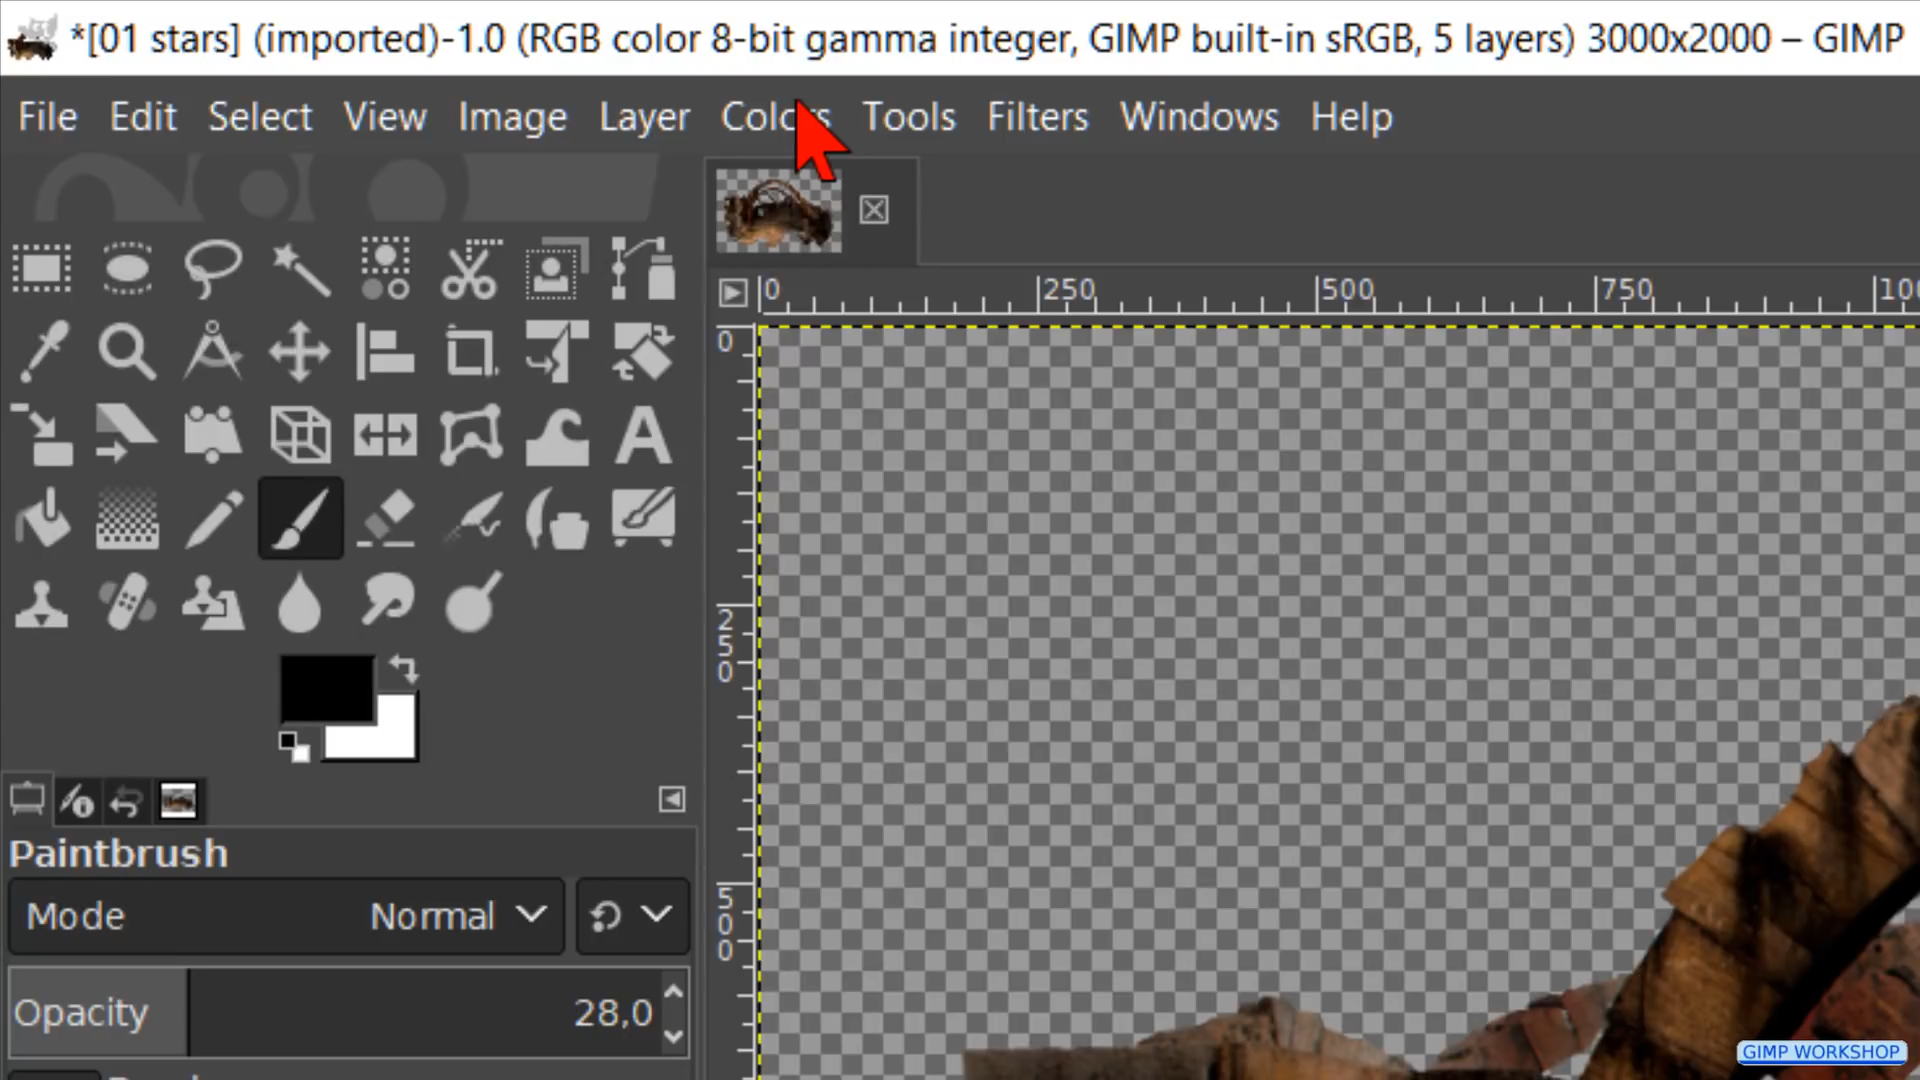 *[01 stars] (imported)-1.0 (RGB color 8-bit gamma integer, GIMP built-in sRGB, 5 layers) 3000x2000 – GIMP
File Edit Select View Image Layer Colors Tools Filters Windows Help
0 250 500 750
0
250
500
Paintbrush
Mode Normal
Opacity 28,0
GIMP WORKSHOP